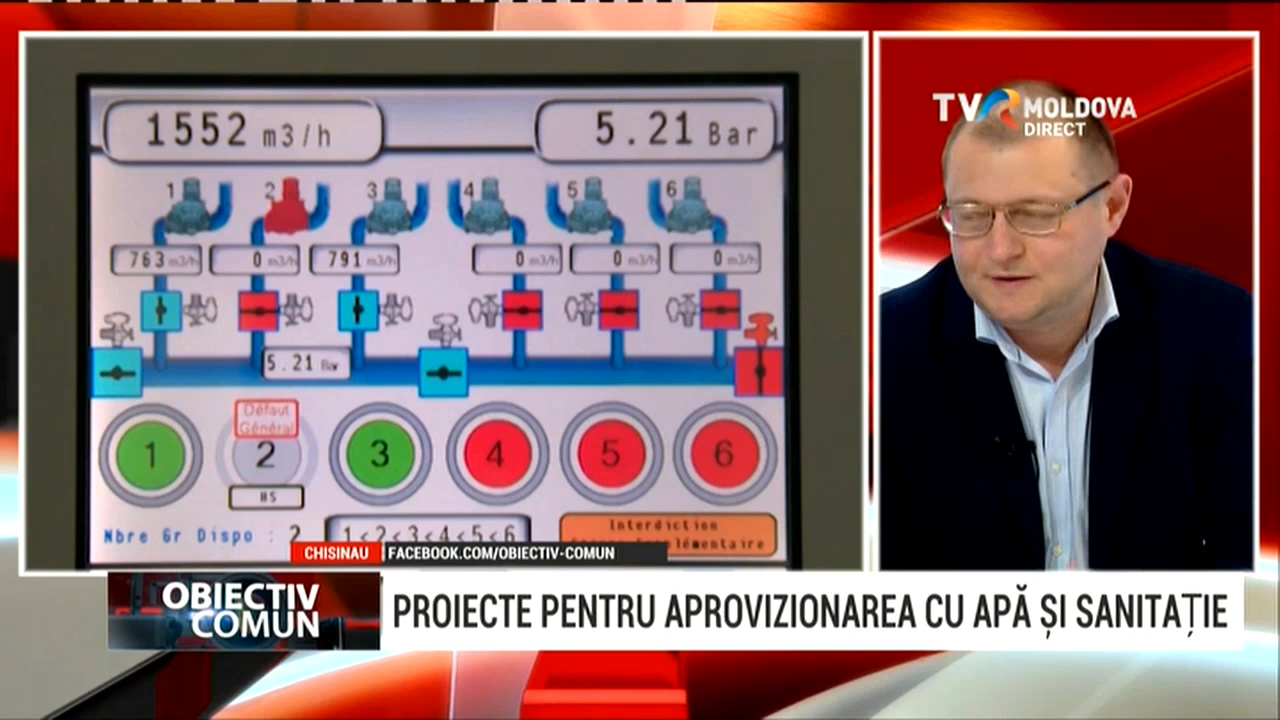 1552 m3/h
5.21 Bar
TV MOLDOVA
DIRECT
1 2 3 4 5 6
763 m3/h 0 m3/h 791 m3/h 0 m3/h 0 m3/h 0 m3/h
5.21 Bar
Défaut
Général
1 2 3 4 5 6
HS
Nbre Gr Dispo : 2
1<2<3<4<5<6
Interdiction
CHISINAU FACEBOOK.COM/OBIECTIV-COMUN
OBIECTIV
COMUN
PROIECTE PENTRU APROVIZIONAREA CU APĂ ȘI SANITAȚIE